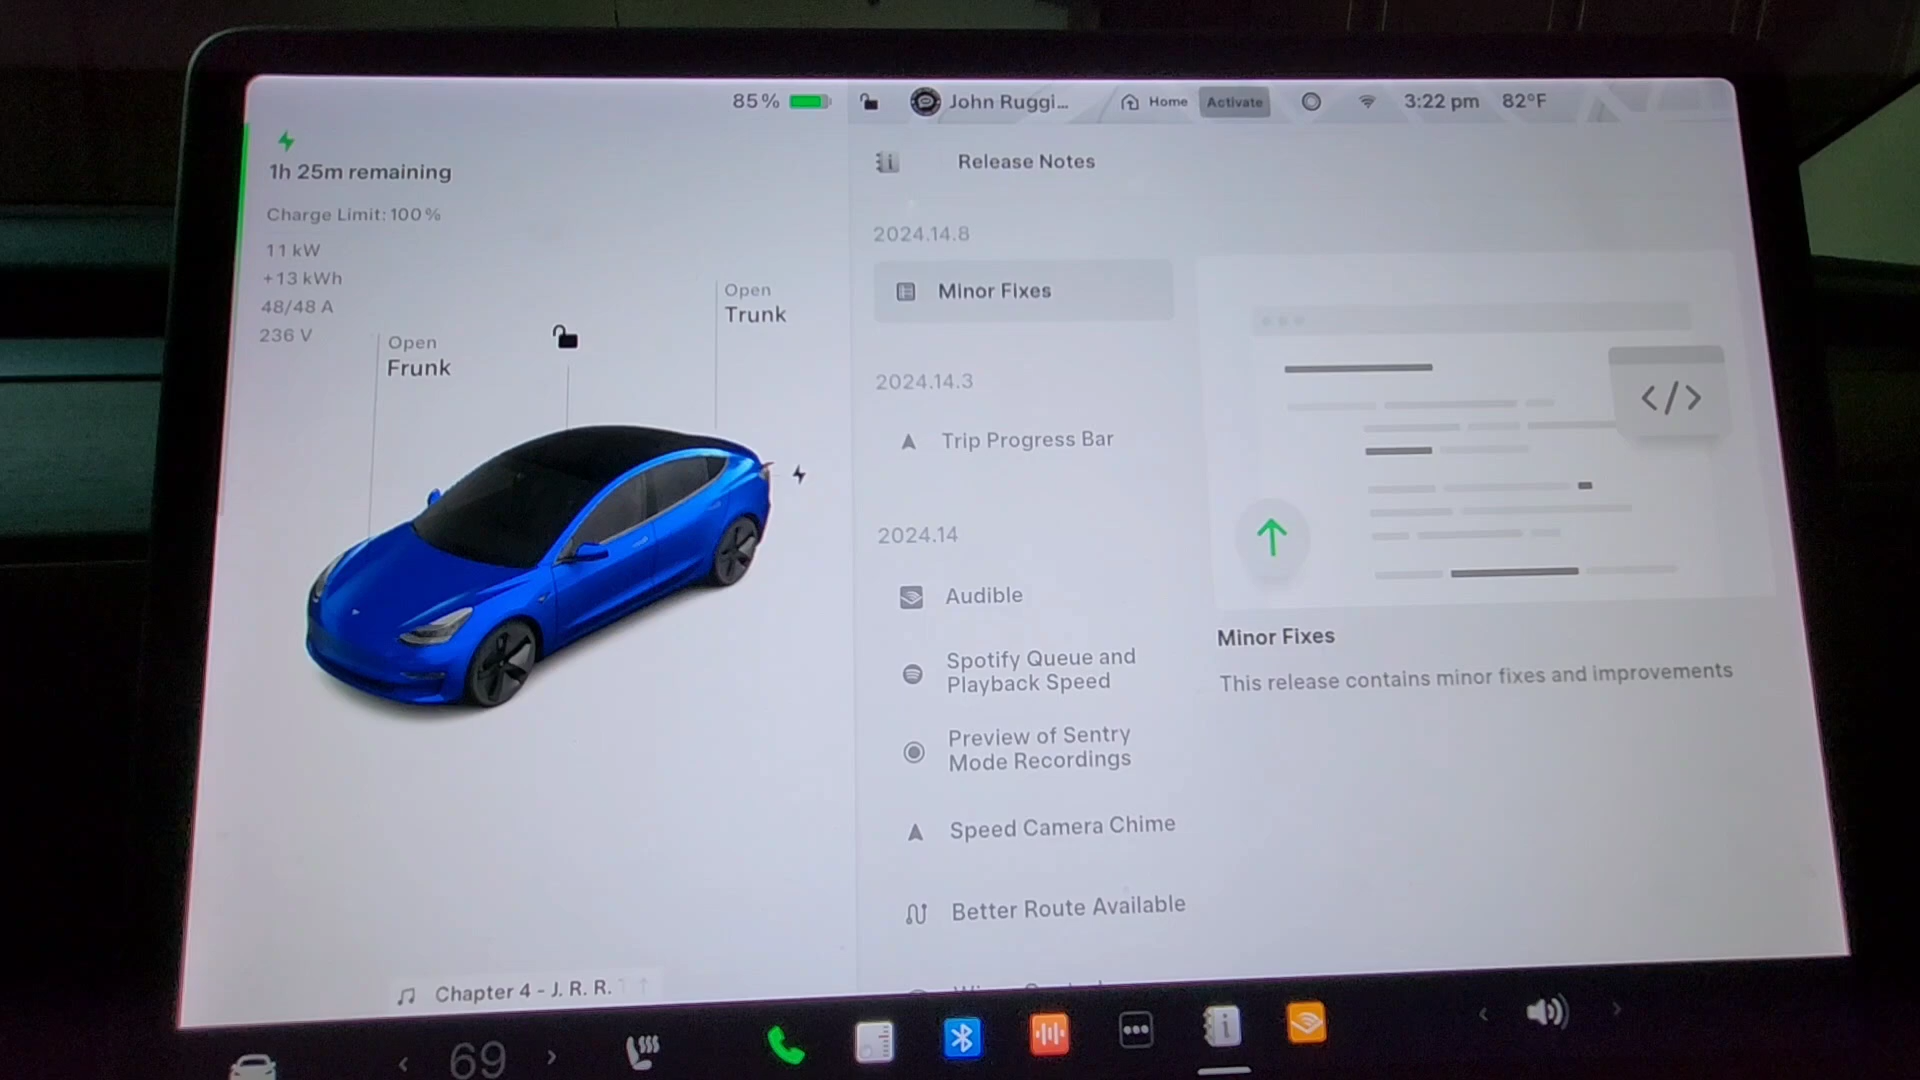 85%
John Ruggi...
Home
Activate
3:22 pm
82°F
1h 25m remaining
Charge Limit: 100%
11 kW
+13 kWh
48/48 A
236 V
Open
Frunk
Open
Trunk
Chapter 4 - J. R. R.
Release Notes
2024.14.8
Minor Fixes
2024.14.3
Trip Progress Bar
2024.14
Audible
Spotify Queue and
Playback Speed
Preview of Sentry
Mode Recordings
Speed Camera Chime
Better Route Available
</>
Minor Fixes
This release contains minor fixes and improvements
69